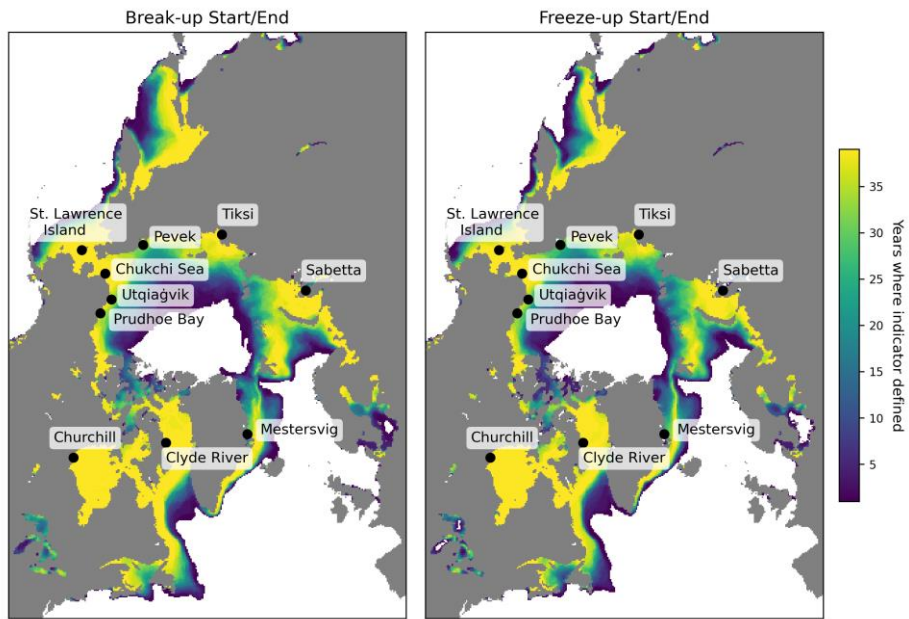 Break-up Start/End
St. Lawrence
Island
Pevek
Tiksi
Chukchi Sea
Sabetta
Utqiaġvik
Prudhoe Bay
Churchill
Clyde River
Mestersvig
Freeze-up Start/End
St. Lawrence
Island
Pevek
Tiksi
Chukchi Sea
Sabetta
Utqiaġvik
Prudhoe Bay
Churchill
Clyde River
Mestersvig
35
30
25
20
15
10
5
Years where indicator defined